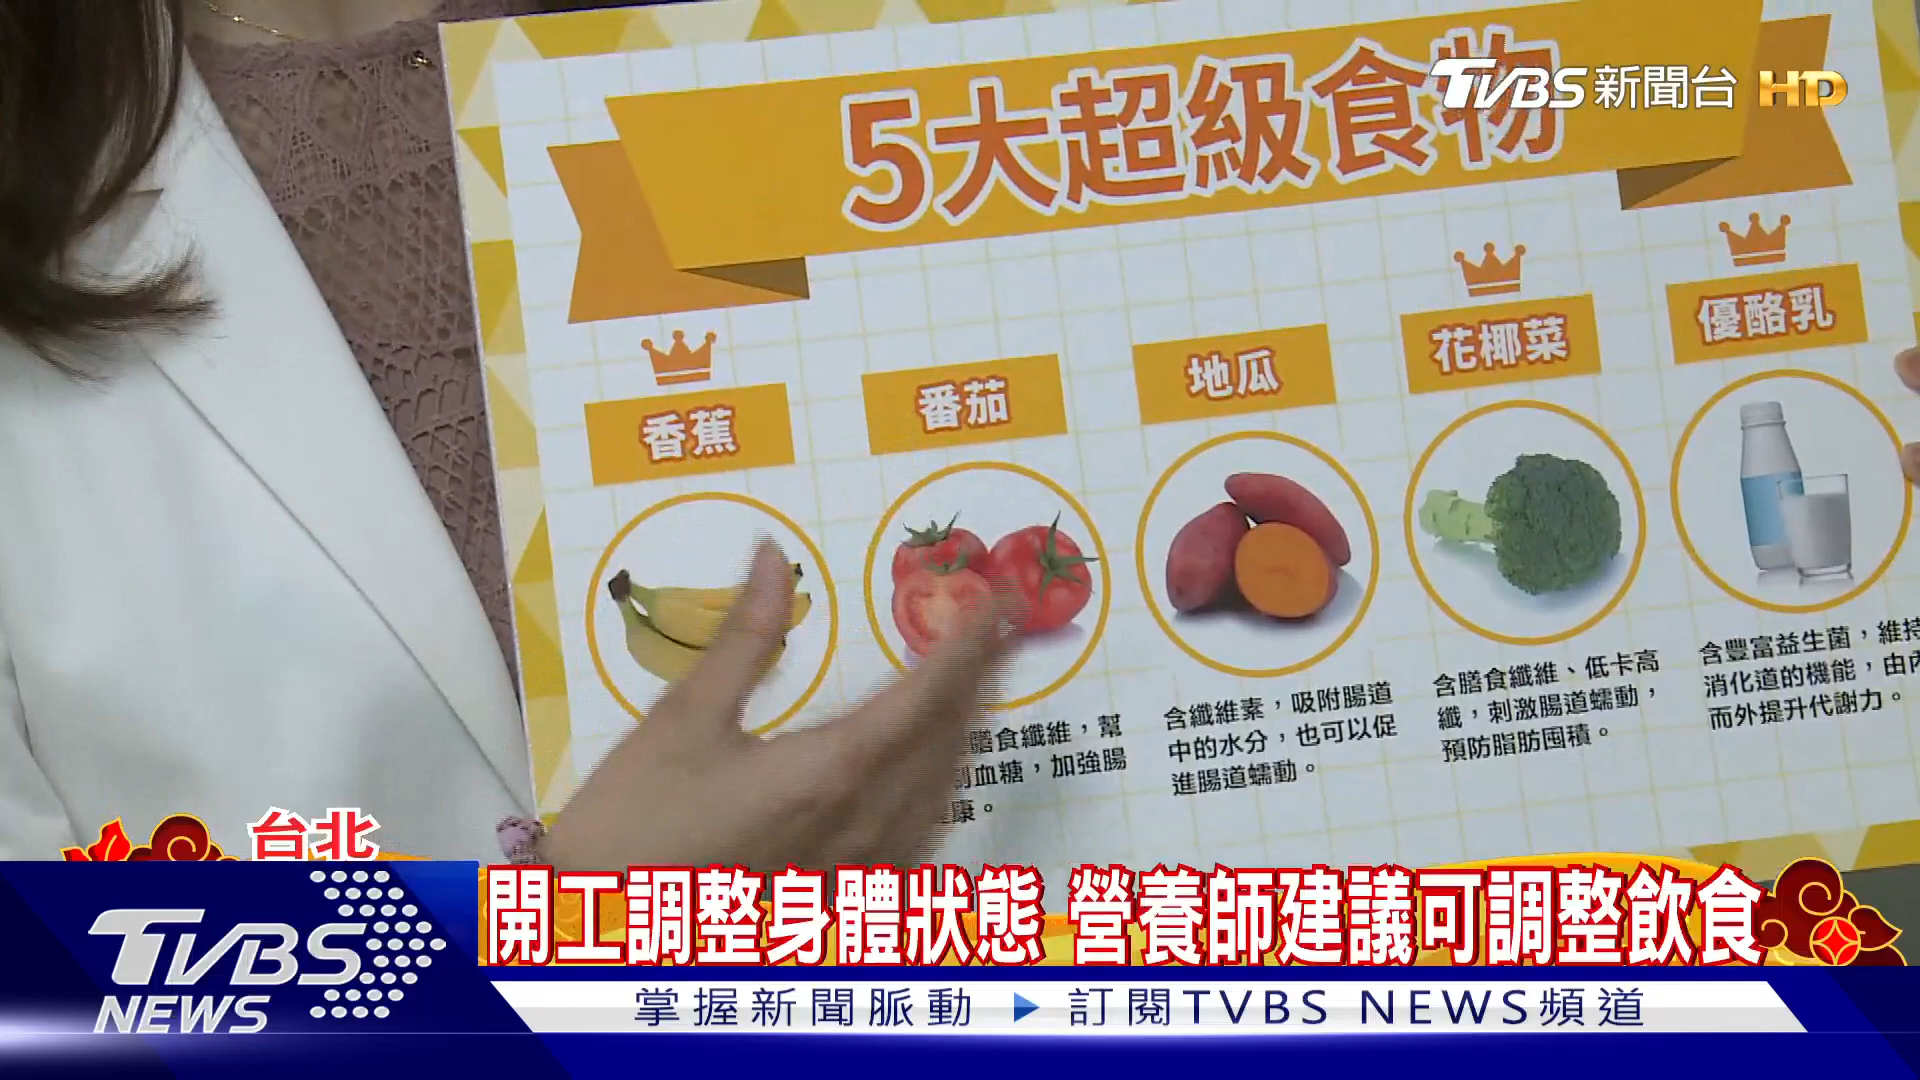 5大超級食物
TVBS新聞台 HD
香蕉
番茄
地瓜
花椰菜
優酪乳
膳食纖維，幫
血糖，加強腸
康。
含纖維素，吸附腸道
中的水分，也可以促
進腸道蠕動。
含膳食纖維、低卡高
纖，刺激腸道蠕動，
預防脂肪囤積。
含豐富益生菌，維持
消化道的機能，由內
而外提升代謝力。
台北
開工調整身體狀態 營養師建議可調整飲食
TVBS
NEWS
掌握新聞脈動 ▶ 訂閱TVBS NEWS頻道